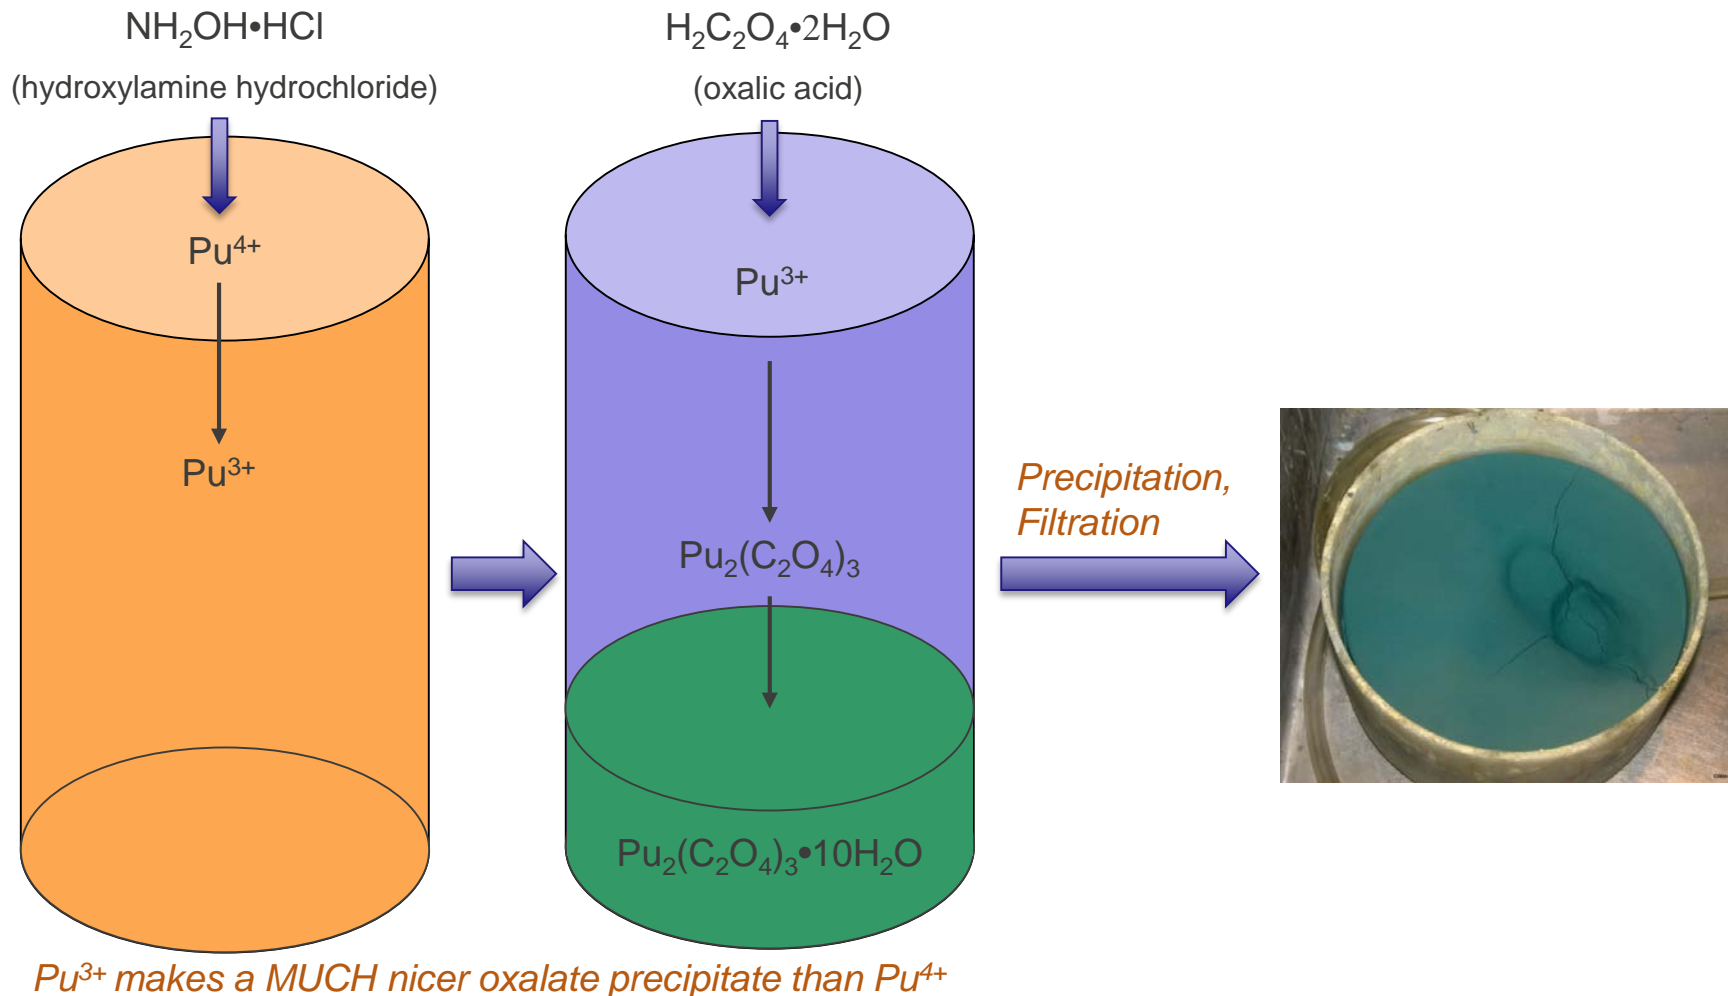 NH₂OH•HCl
(hydroxylamine hydrochloride)
Pu⁴⁺
Pu³⁺
H₂C₂O₄•2H₂O
(oxalic acid)
Pu³⁺
Pu₂(C₂O₄)₃
Pu₂(C₂O₄)₃•10H₂O
Precipitation,
Filtration
Pu³⁺ makes a MUCH nicer oxalate precipitate than Pu⁴⁺